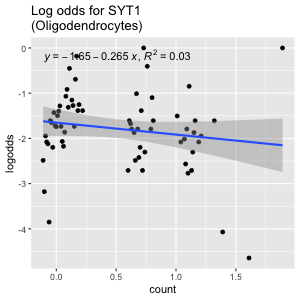 Log odds for SYT1
(Oligodendrocytes)
y = −1.65 − 0.265 x, R² = 0.03
0
-1
-2
-3
-4
logodds
0.0 0.5 1.0 1.5
count